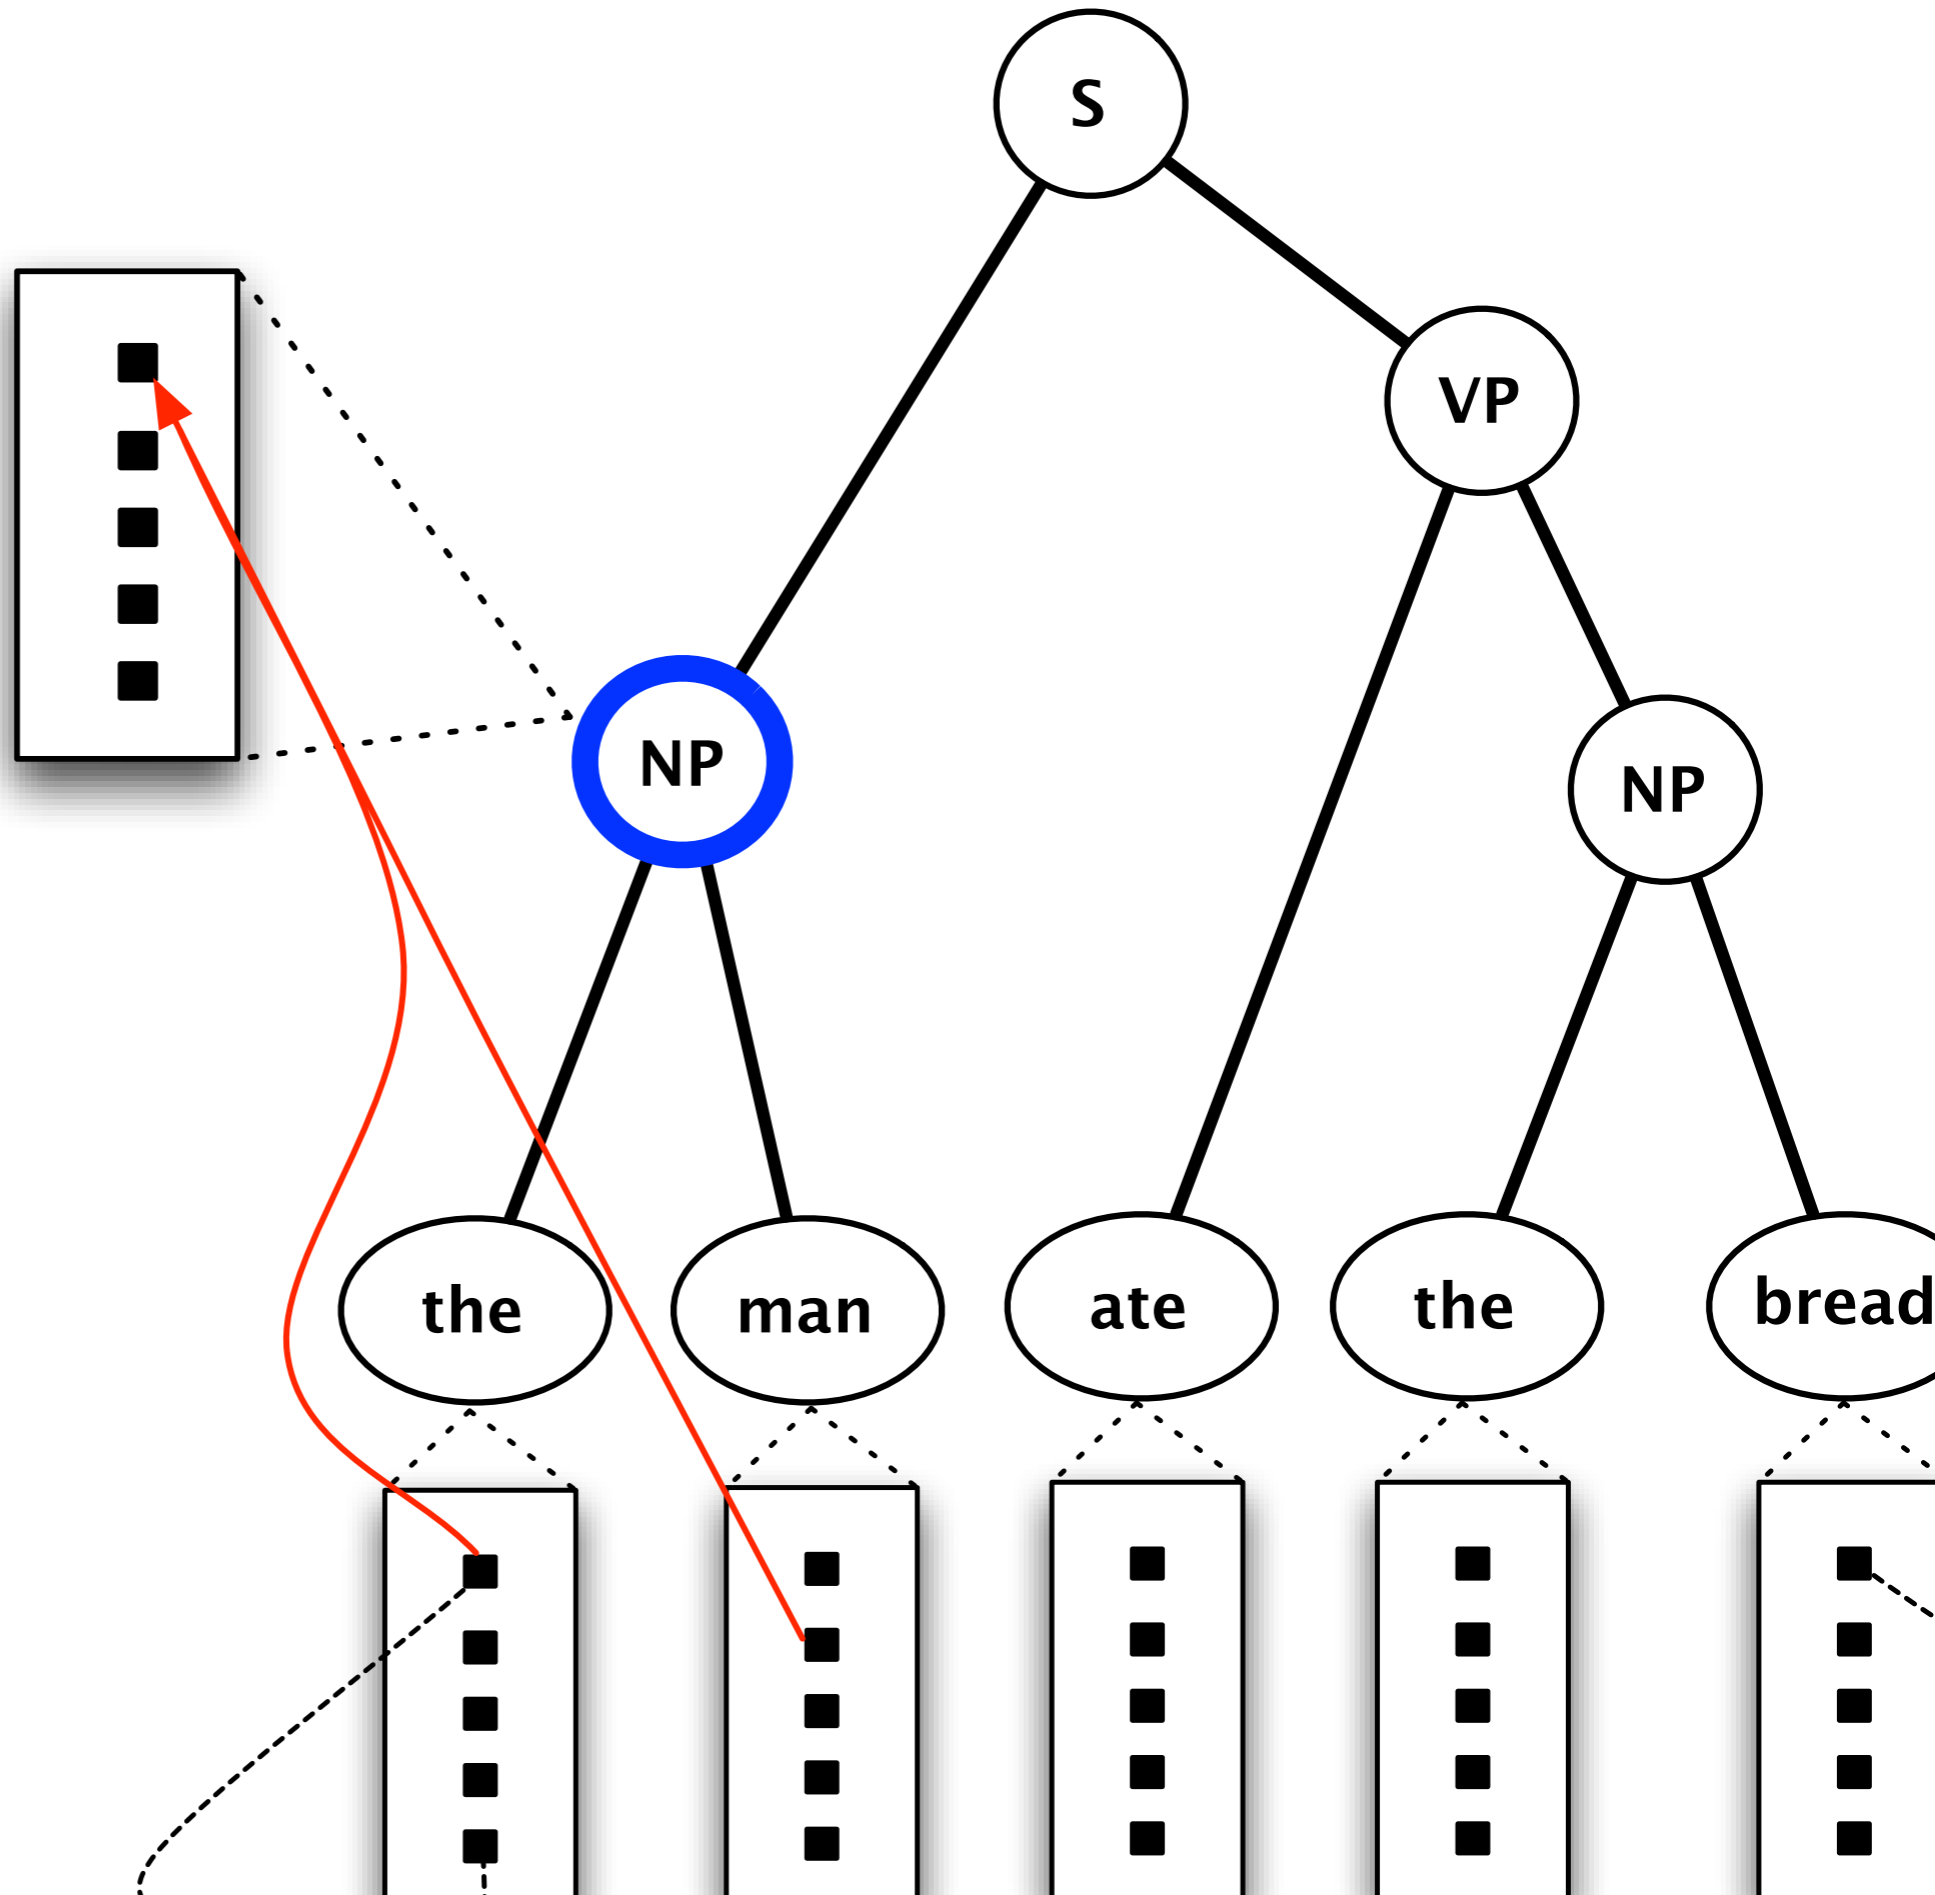 S
VP
NP
NP
the
man
ate
the
bread